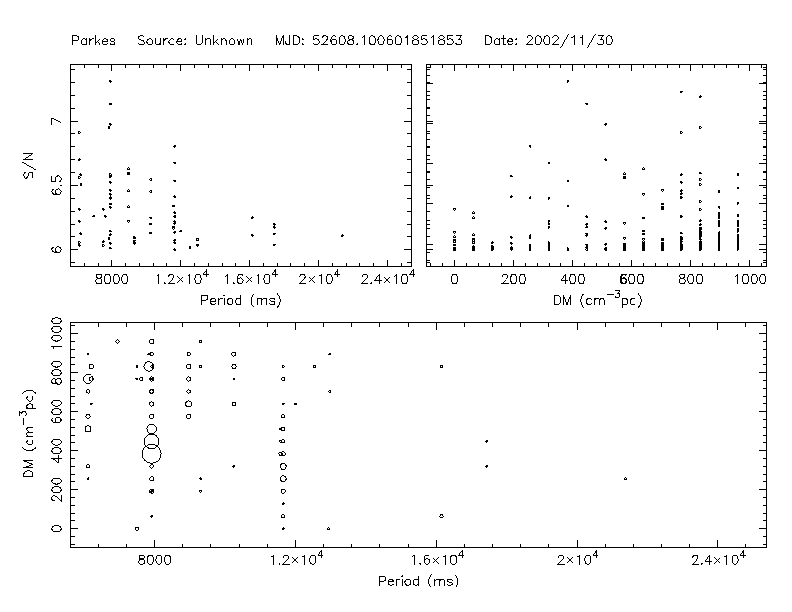 Parkes Source: Unknown MJD: 52608.100601851853 Date: 2002/11/30
S/N
7
6.5
6
8000 1.2×10⁴ 1.6×10⁴ 2×10⁴ 2.4×10⁴
Period (ms)
0 200 400 600 800 1000
DM (cm⁻³pc)
DM (cm⁻³pc)
1000
800
600
400
200
0
8000 1.2×10⁴ 1.6×10⁴ 2×10⁴ 2.4×10⁴
Period (ms)